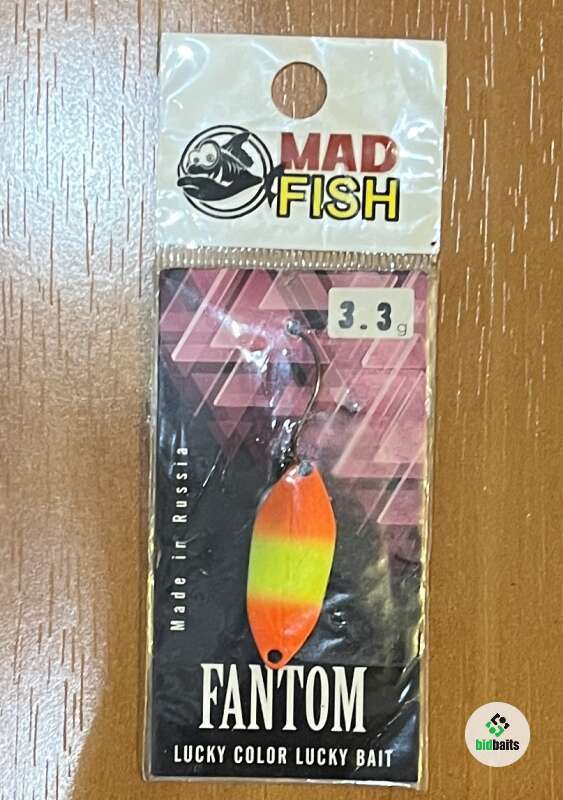 MAD
FISH
3.3g
Made in Russia
FANTOM
LUCKY COLOR LUCKY BAIT
bidbaits